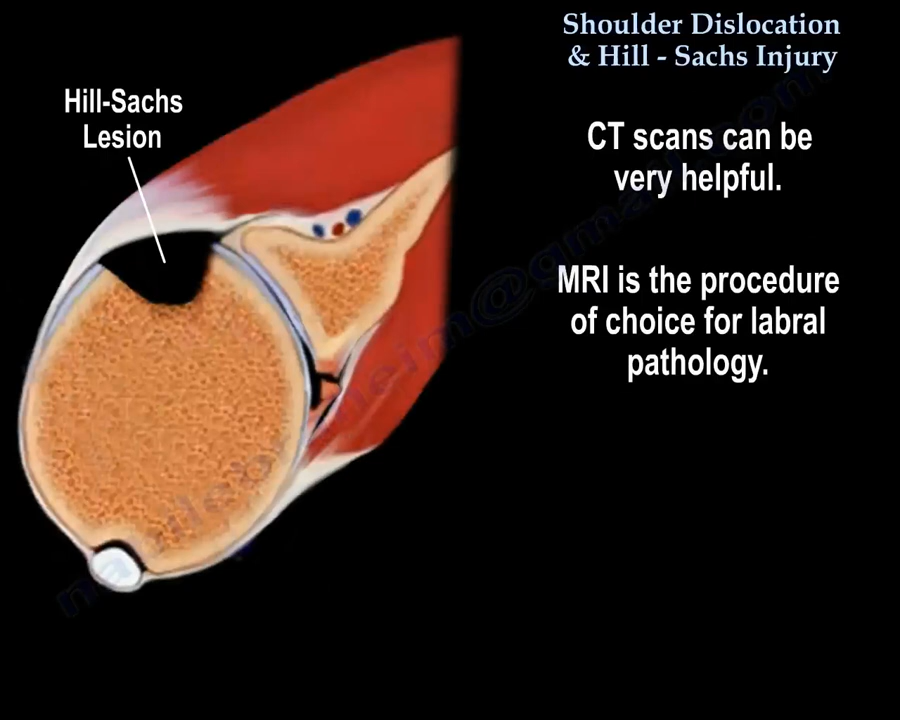 Shoulder Dislocation
& Hill - Sachs Injury
Hill-Sachs
Lesion
CT scans can be
very helpful.
MRI is the procedure
of choice for labral
pathology.